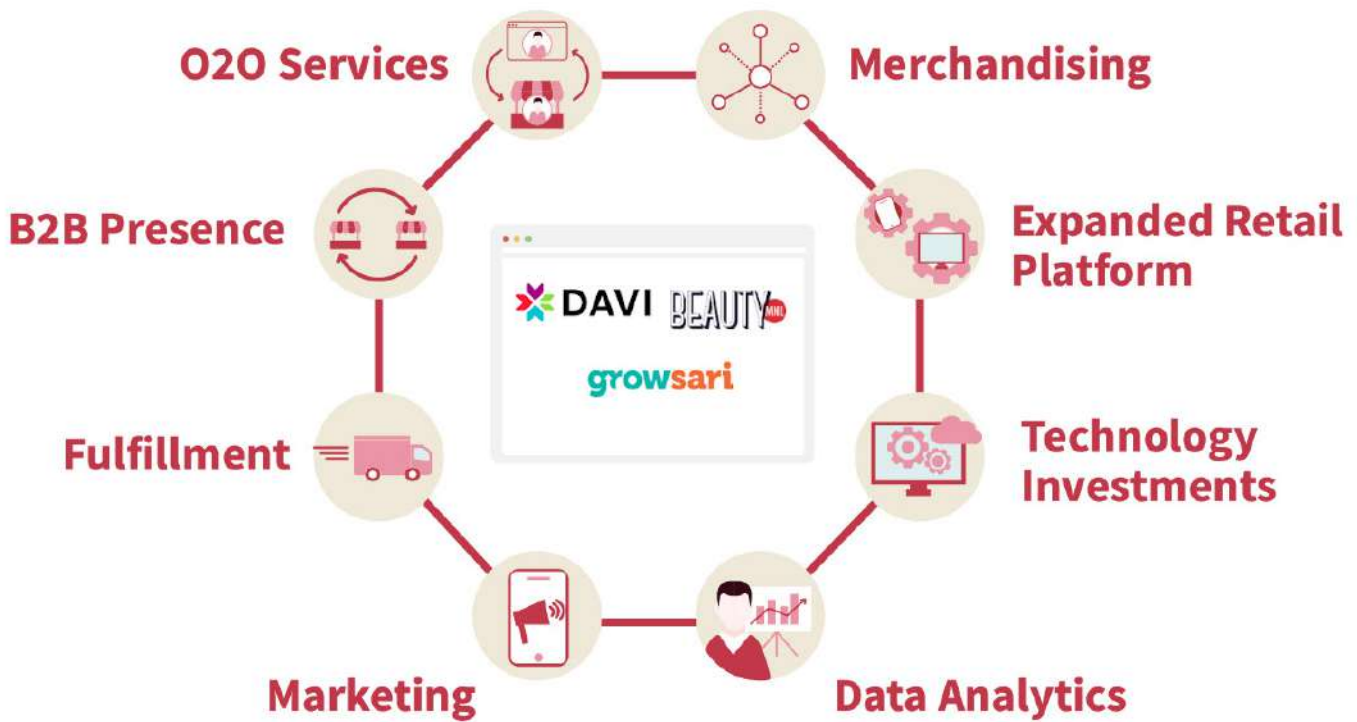 O2O Services
Merchandising
B2B Presence
Expanded Retail
Platform
DAVI
BEAUTY MNL
growsari
Fulfillment
Technology
Investments
Marketing
Data Analytics